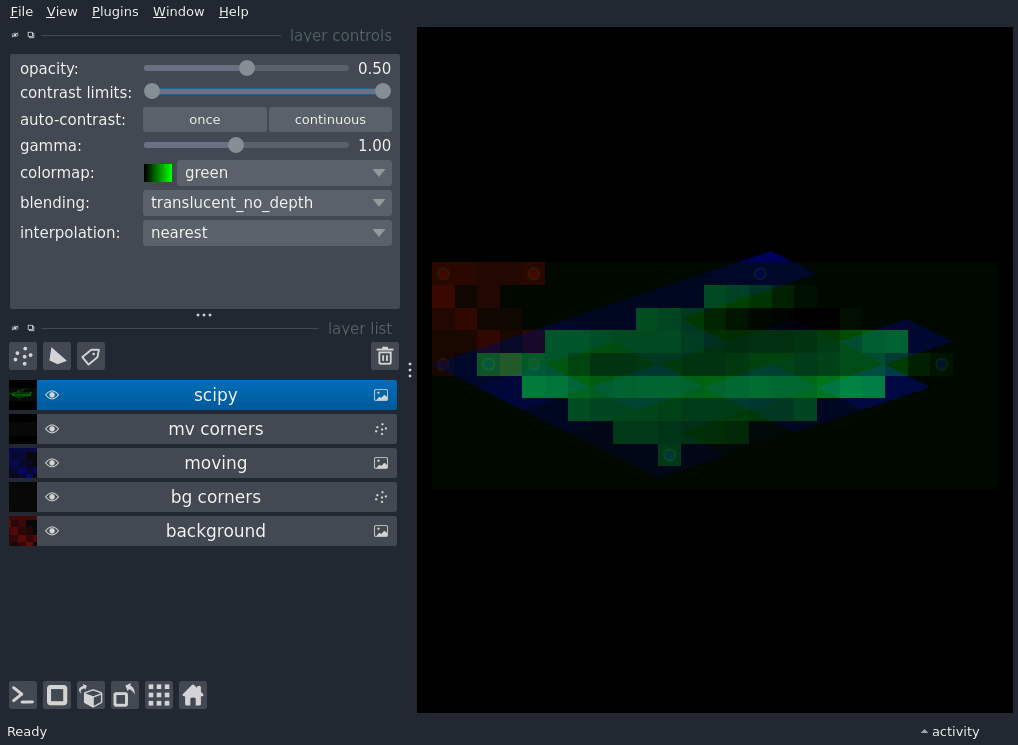 File View Plugins Window Help
layer controls
opacity: 0.50
contrast limits:
auto-contrast: once continuous
gamma: 1.00
colormap: green
blending: translucent_no_depth
interpolation: nearest
layer list
scipy
mv corners
moving
bg corners
background
Ready activity